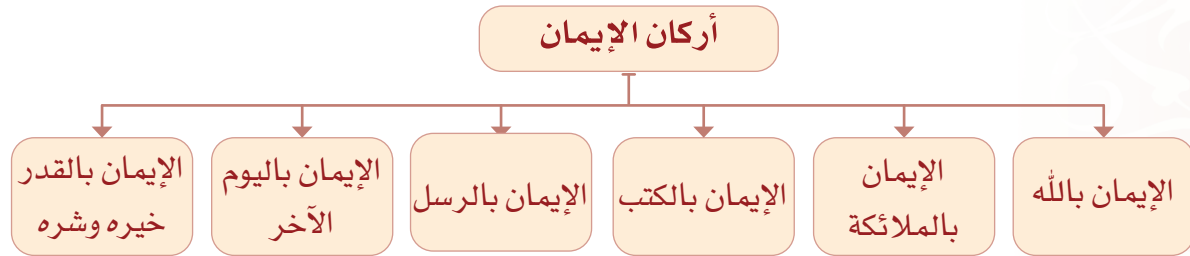 أركان الإيمان
الإيمان بالله
الإيمان
بالملائكة
الإيمان بالكتب
الإيمان بالرسل
الإيمان باليوم
الآخر
الإيمان بالقدر
خيره وشره